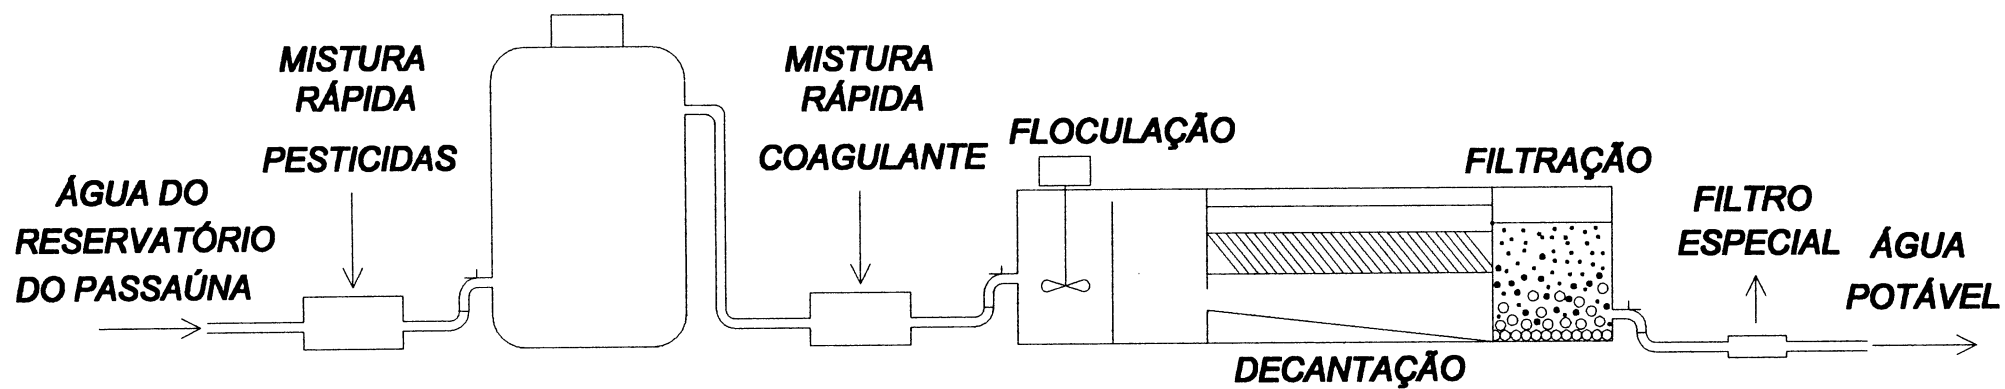 MISTURA
RÁPIDA
PESTICIDAS
ÁGUA DO
RESERVATÓRIO
DO PASSAÚNA
MISTURA
RÁPIDA
COAGULANTE
FLOCULAÇÃO
DECANTAÇÃO
FILTRAÇÃO
FILTRO
ESPECIAL
ÁGUA
POTÁVEL